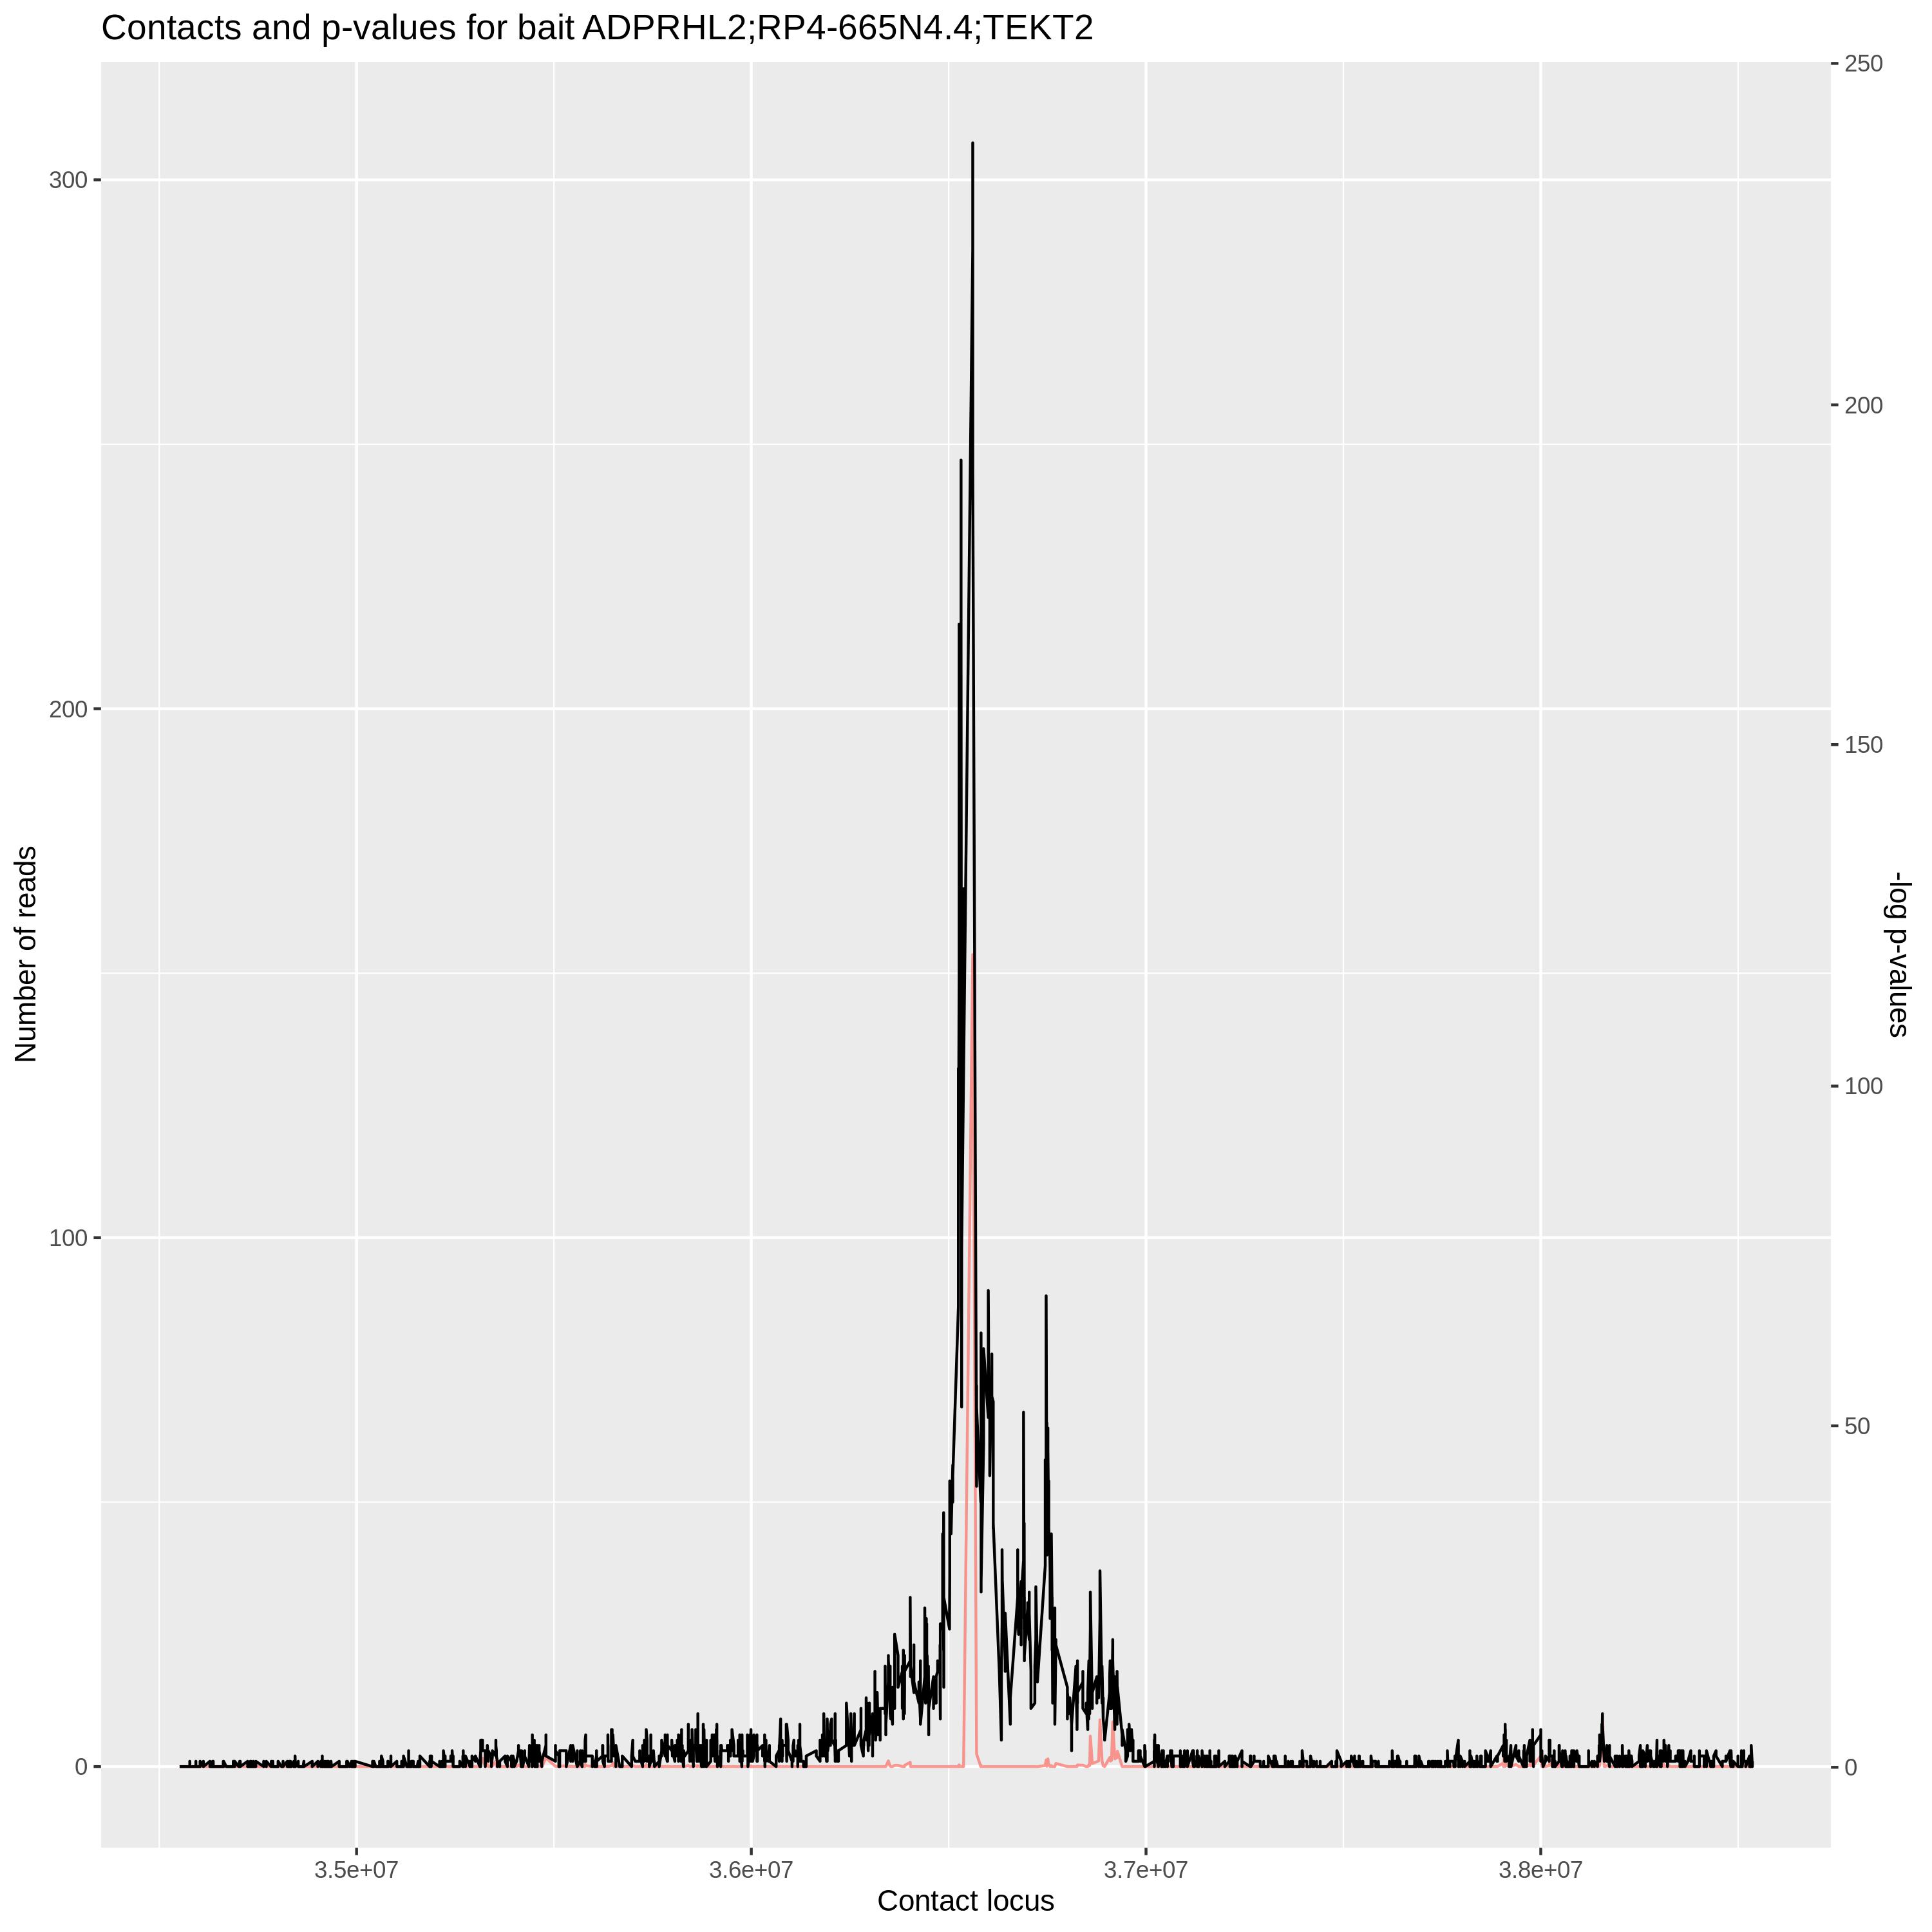 Contacts and p-values for bait ADPRHL2;RP4-665N4.4;TEKT2
250
300
200
200
150
100
100
50
0
0
Number of reads
-log p-values
3.5e+07
3.6e+07
3.7e+07
3.8e+07
Contact locus